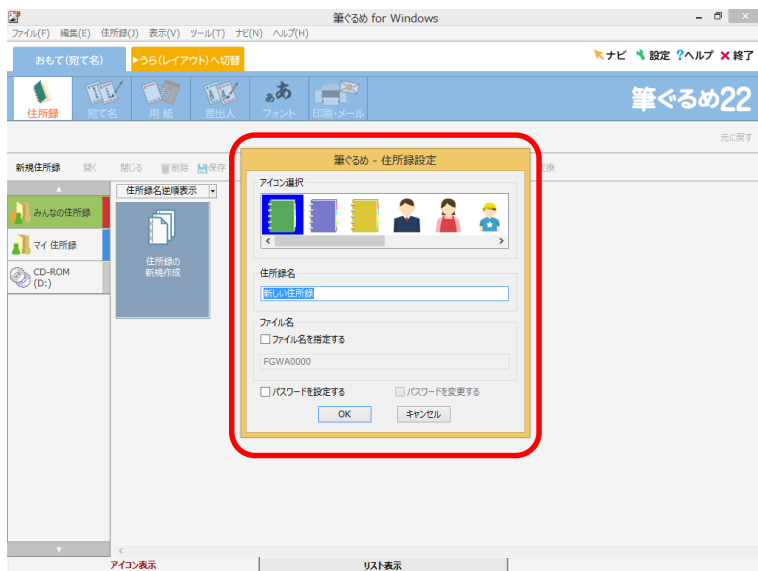 筆ぐるめ for Windows
ファイル(F) 編集(E) 住所録(J) 表示(V) ツール(T) ナビ(N) ヘルプ(H)
おもて(宛て名) ▶うら(レイアウト)へ切替 ナビ 設定 ?ヘルプ ×終了
住所録 宛て名 用紙 差出人 ぁあ フォント 印刷・メール 筆ぐるめ22
元に戻す
新規住所録 開く 閉じる 削除 保存 換
住所録名逆順表示
みんなの住所録
マイ 住所録
CD-ROM
(D:)
住所録の
新規作成
筆ぐるめ - 住所録設定
アイコン選択
住所録名
新しい住所録
ファイル名
ファイル名を指定する
FGWA0000
パスワードを設定する パスワードを変更する
OK キャンセル
アイコン表示 リスト表示